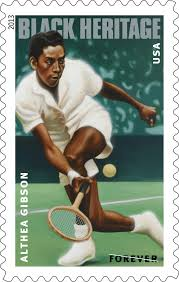 2013
BLACK HERITAGE
USA
ALTHEA GIBSON
FOREVER